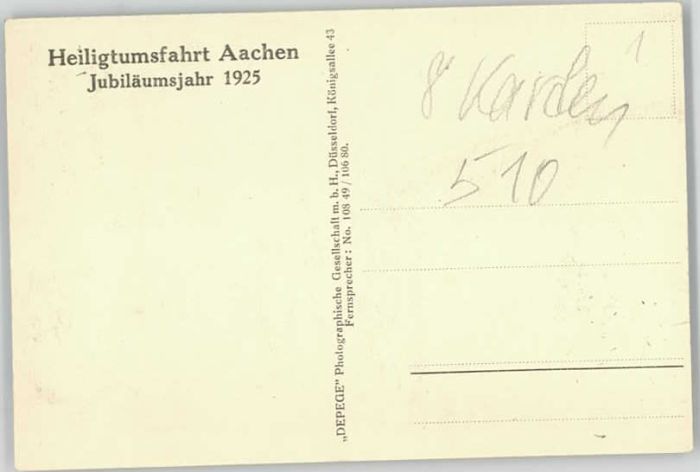 Heiligtumsfahrt Aachen
Jubiläumsjahr 1925
„DEPEGE" Photographische Gesellschaft m. b. H., Düsseldorf, Königsallee 43
Fernsprecher: No. 108 49 / 106 80.
8 Karden
510
1